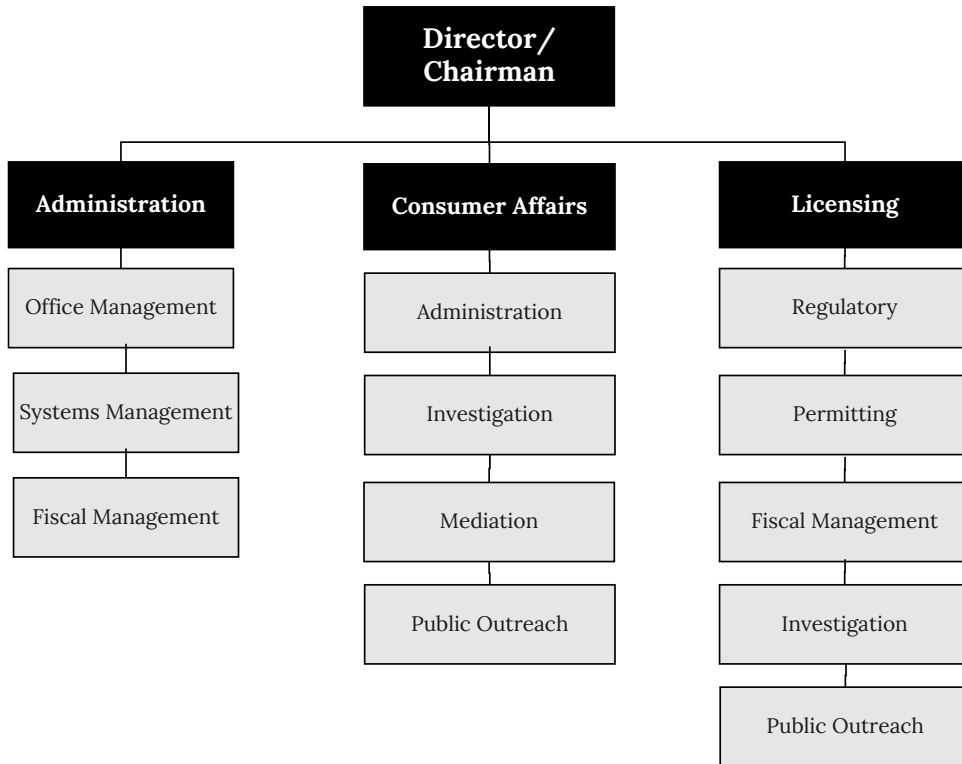 Director/
Chairman
Administration
Office Management
Systems Management
Fiscal Management
Consumer Affairs
Administration
Investigation
Mediation
Public Outreach
Licensing
Regulatory
Permitting
Fiscal Management
Investigation
Public Outreach